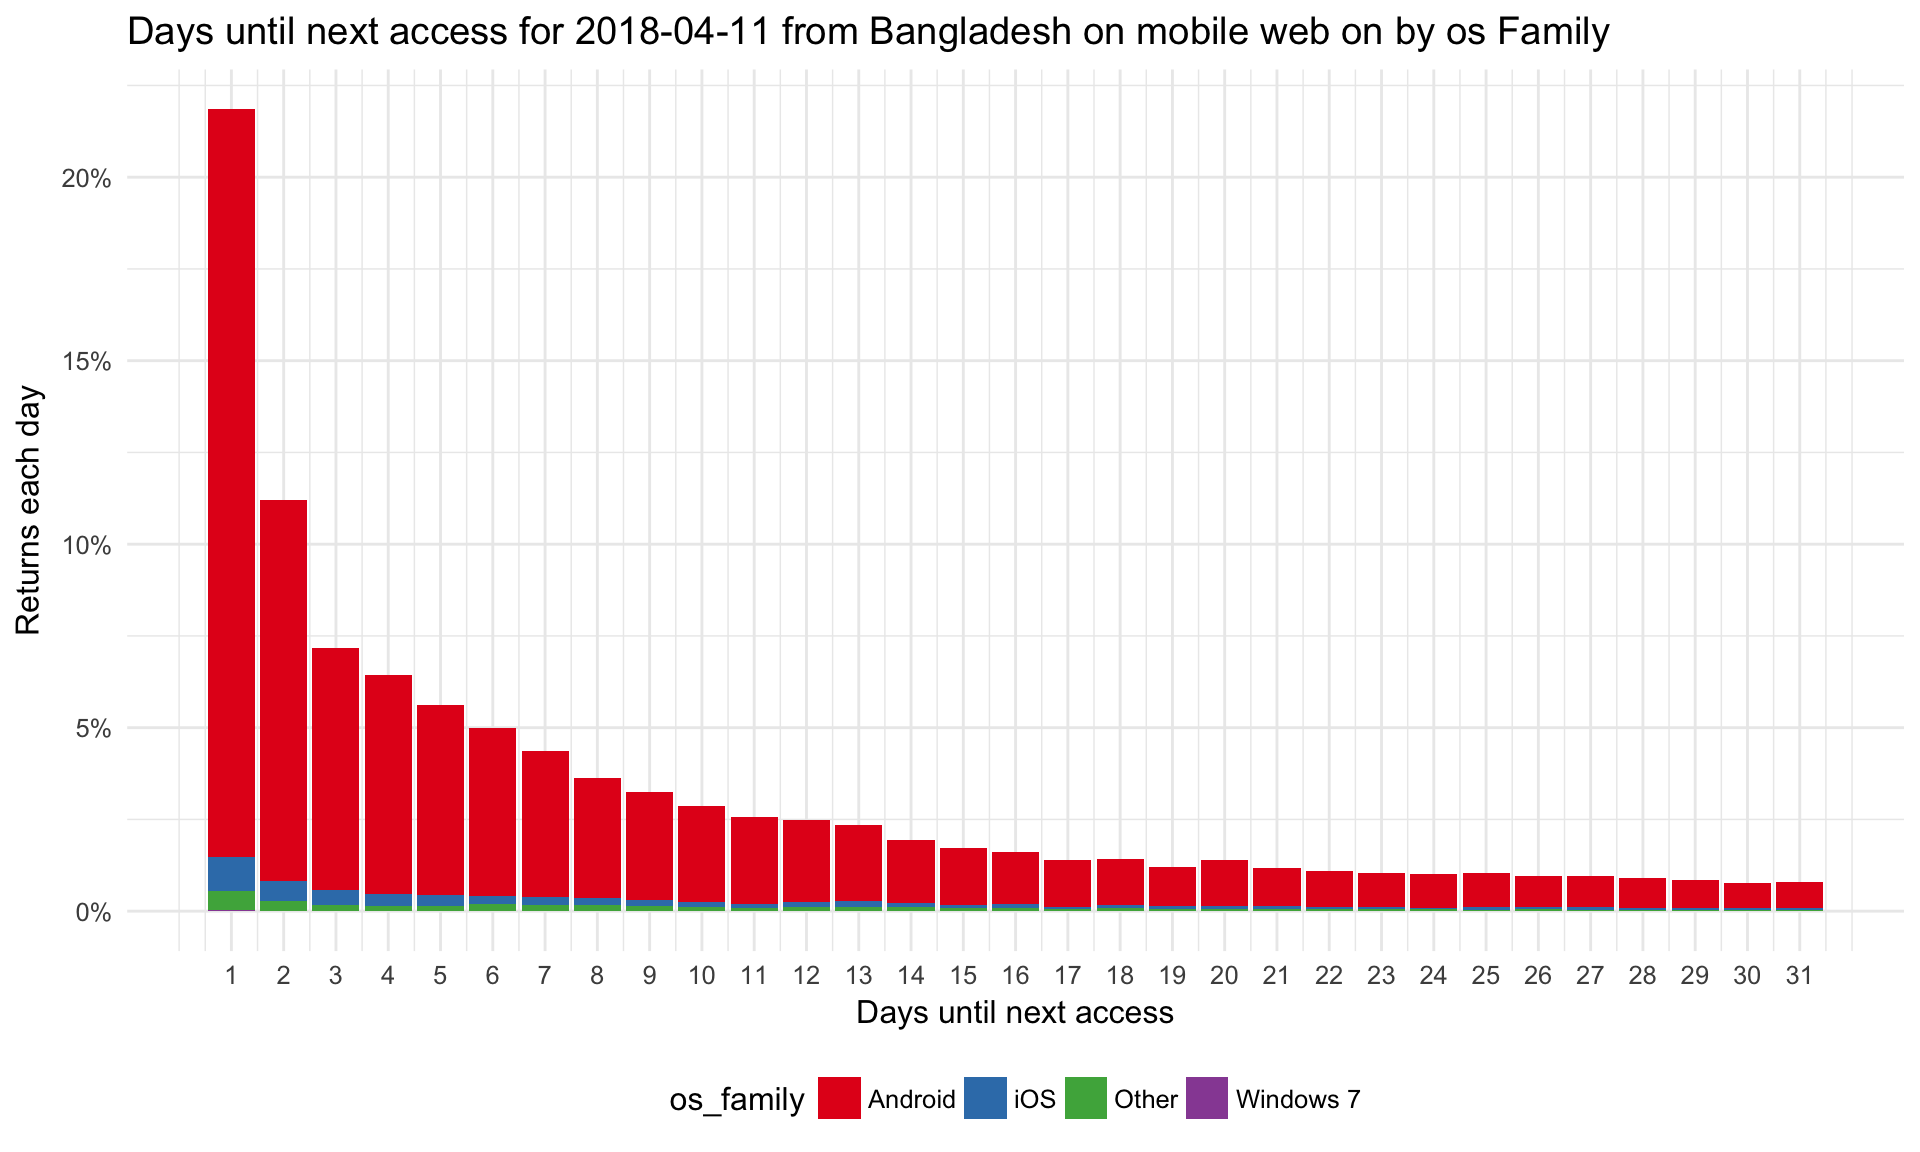 Days until next access for 2018-04-11 from Bangladesh on mobile web on by os Family
Returns each day
20%
15%
10%
5%
0%
1 2 3 4 5 6 7 8 9 10 11 12 13 14 15 16 17 18 19 20 21 22 23 24 25 26 27 28 29 30 31
Days until next access
os_family Android iOS Other Windows 7